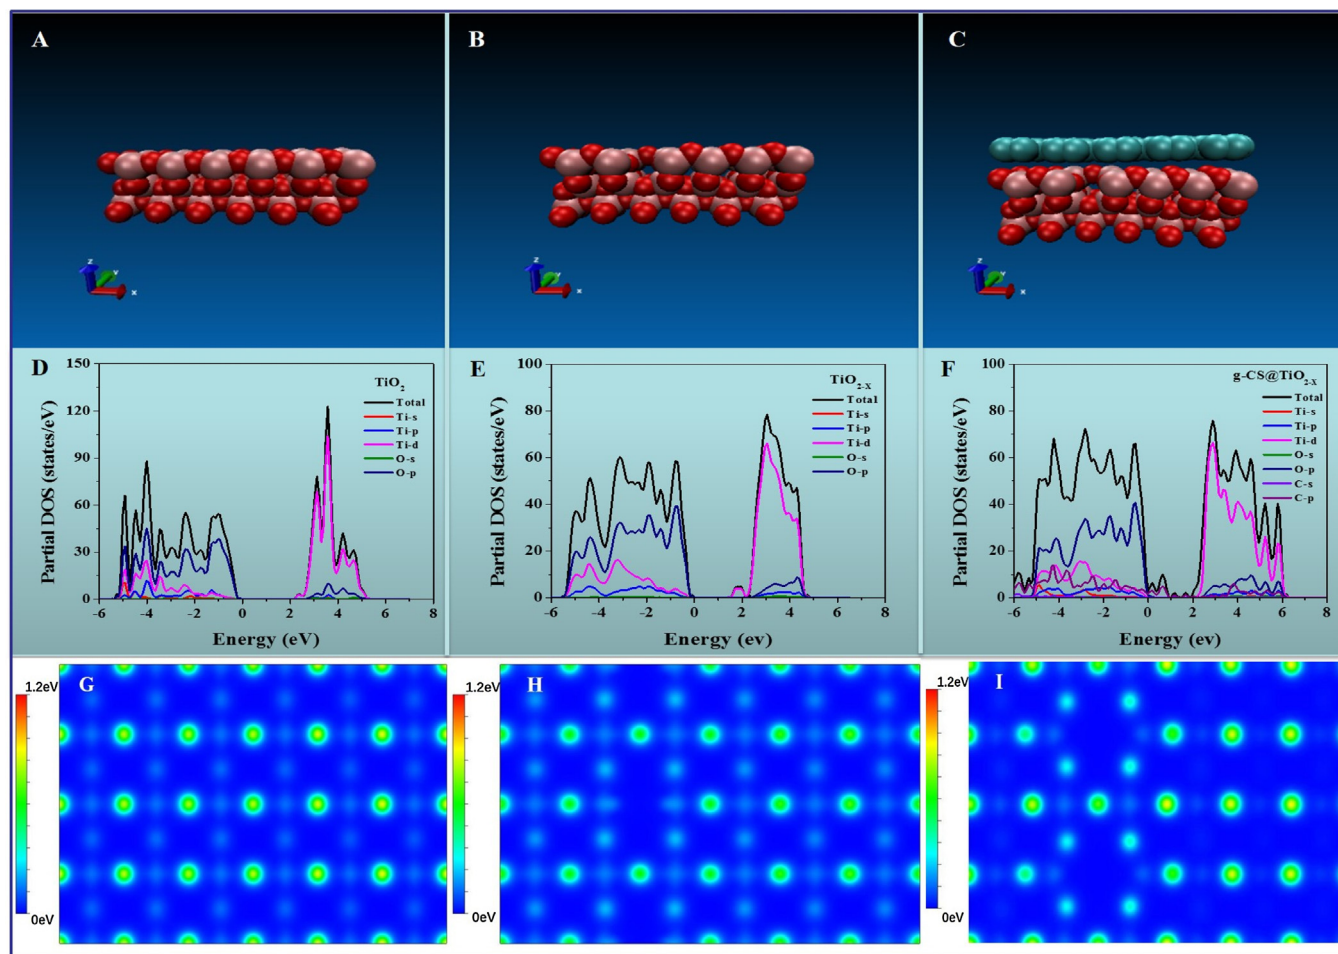 A
B
C
z
y
x
z
y
x
z
y
x
D
150
120
90
60
30
0
-6 -4 -2 0 2 4 6 8
Partial DOS (states/eV)
Energy (eV)
TiO2
Total
Ti-s
Ti-p
Ti-d
O-s
O-p
E
100
80
60
40
20
0
-6 -4 -2 0 2 4 6 8
Partial DOS (states/eV)
Energy (ev)
TiO2-X
Total
Ti-s
Ti-p
Ti-d
O-s
O-p
F
100
80
60
40
20
0
-6 -4 -2 0 2 4 6 8
Partial DOS (states/eV)
Energy (eV)
g-CS@TiO2-X
Total
Ti-s
Ti-p
Ti-d
O-s
O-p
C-s
C-p
1.2eV
0eV
G
1.2eV
0eV
H
1.2eV
0eV
I